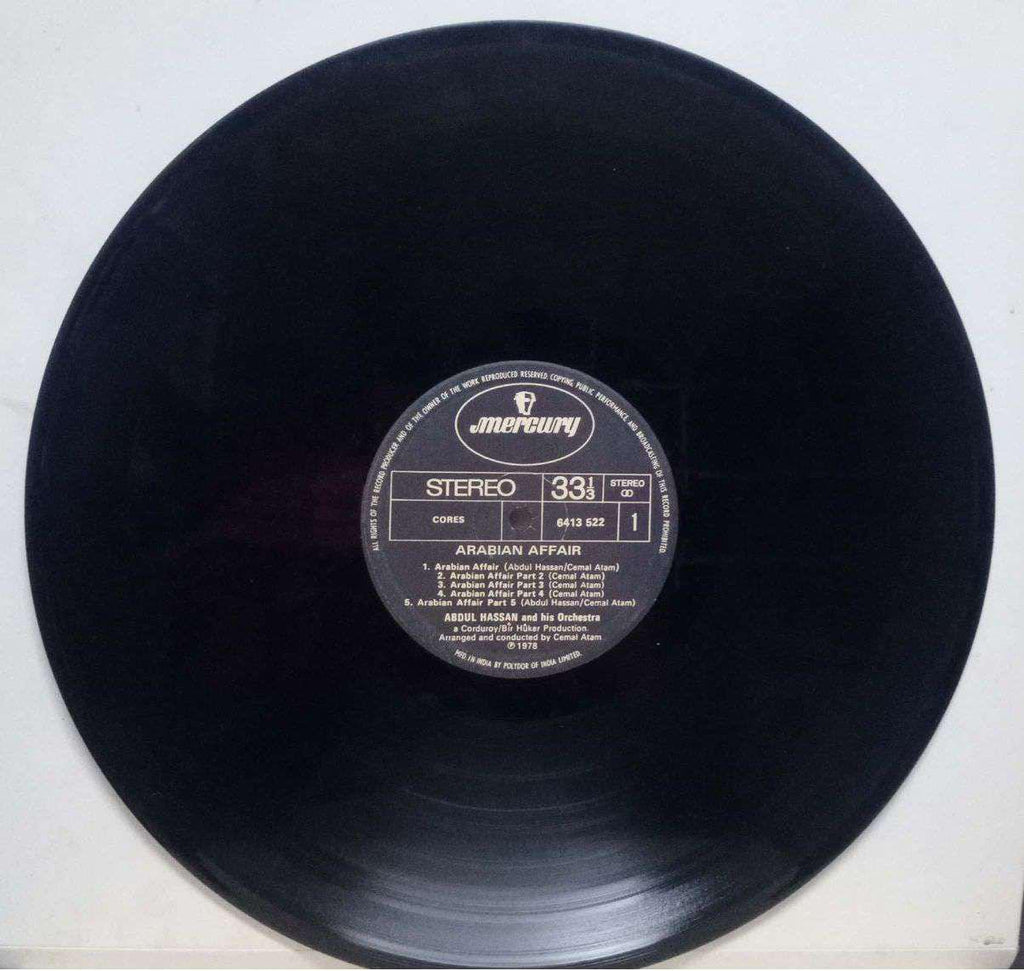 ALL RIGHTS OF THE RECORD PRODUCER AND OF THE OWNER OF THE WORK REPRODUCED RESERVED. COPYING, PUBLIC PERFORMANCE AND BROADCASTING OF THIS RECORD PROHIBITED.
mercury
STEREO 33 1/3 STEREO
CORES 6413 522 1
ARABIAN AFFAIR
1. Arabian Affair (Abdul Hassan/Cemal Atam)
2. Arabian Affair Part 2 (Cemal Atam)
3. Arabian Affair Part 3 (Cemal Atam)
4. Arabian Affair Part 4 (Cemal Atam)
5. Arabian Affair Part 5 (Abdul Hassan/Cemal Atam)
ABDUL HASSAN and his Orchestra
a Corduroy/Bir Hûker Production
Arranged and conducted by Cemal Atam
℗ 1978
MFD. IN INDIA BY POLYDOR OF INDIA LIMITED.